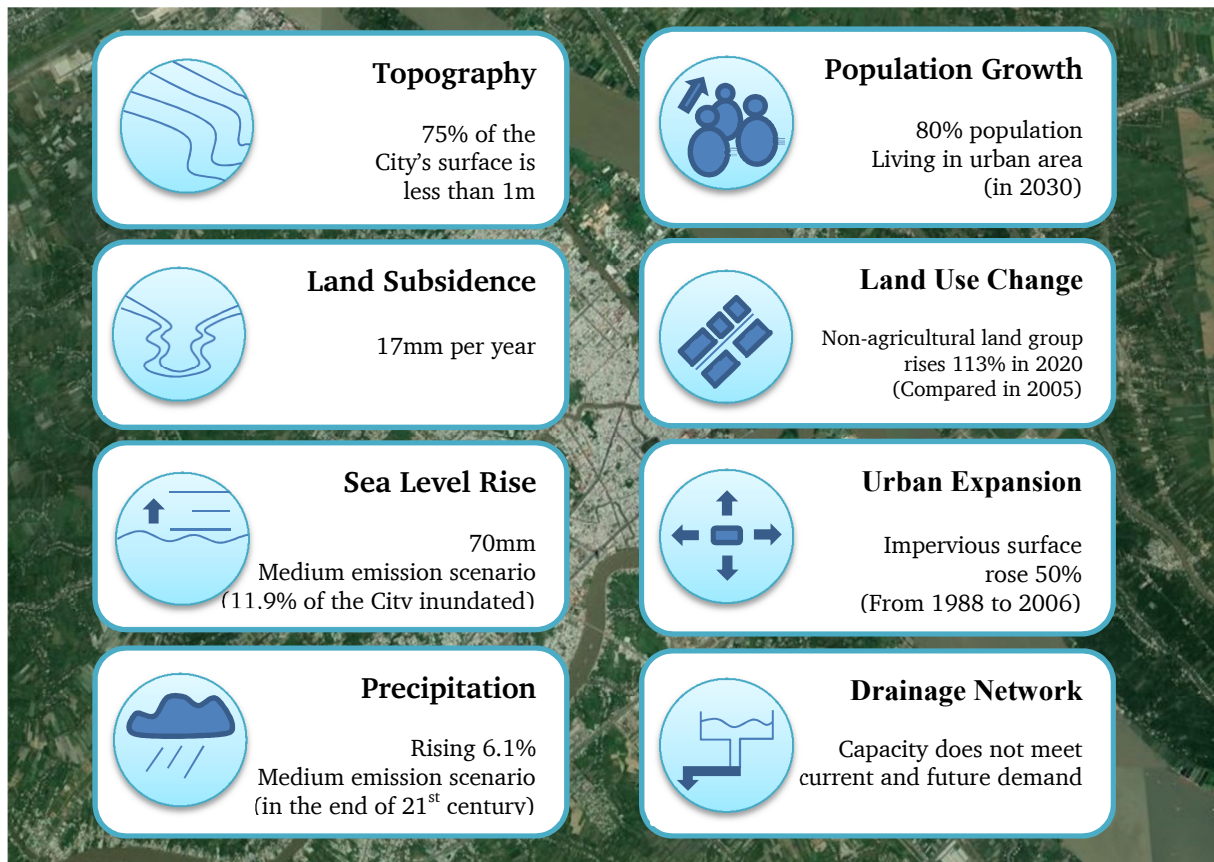 Topography
75% of the
City's surface is
less than 1m
Land Subsidence
17mm per year
Sea Level Rise
70mm
Medium emission scenario
(11.9% of the City inundated)
Precipitation
Rising 6.1%
Medium emission scenario
(in the end of 21st century)
Population Growth
80% population
Living in urban area
(in 2030)
Land Use Change
Non-agricultural land group
rises 113% in 2020
(Compared in 2005)
Urban Expansion
Impervious surface
rose 50%
(From 1988 to 2006)
Drainage Network
Capacity does not meet
current and future demand